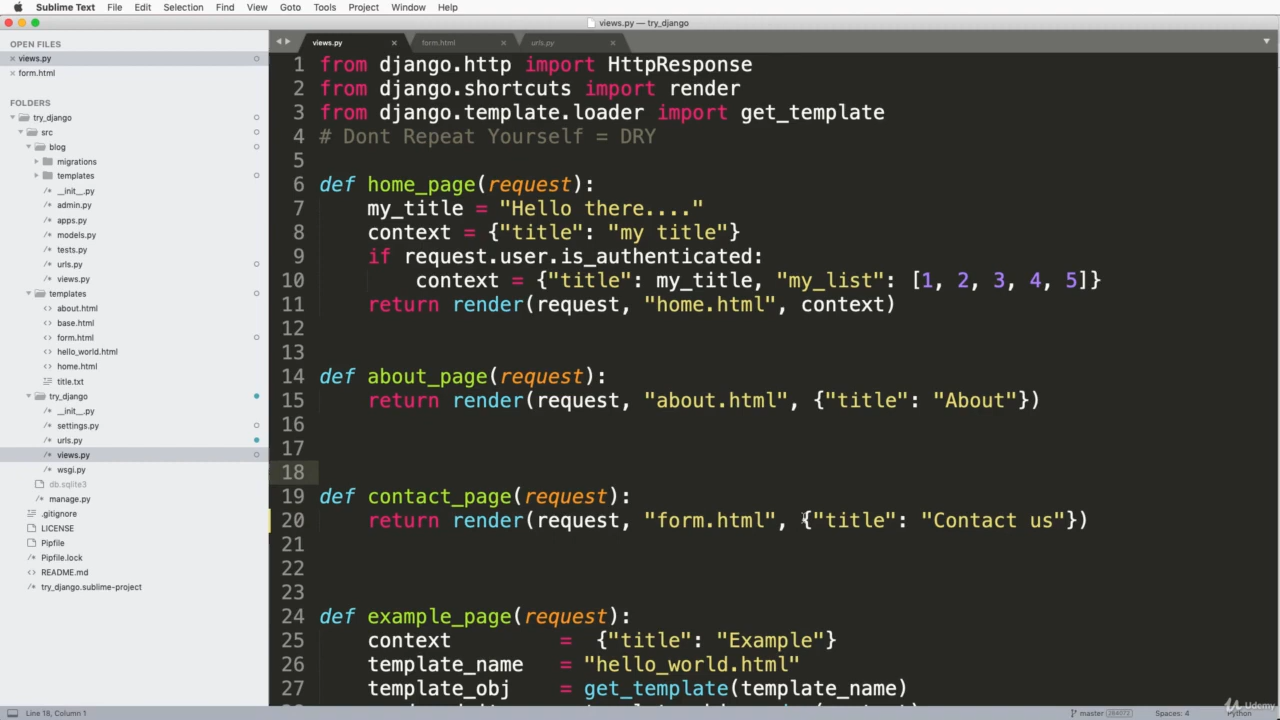 Sublime Text File Edit Selection Find View Goto Tools Project Window Help
views.py — try_django
OPEN FILES
views.py
form.html
FOLDERS
try_django
src
blog
migrations
templates
__init__.py
admin.py
apps.py
models.py
tests.py
urls.py
views.py
templates
about.html
base.html
form.html
hello_world.html
home.html
title.txt
try_django
__init__.py
settings.py
urls.py
views.py
wsgi.py
db.sqlite3
manage.py
.gitignore
LICENSE
Pipfile
Pipfile.lock
README.md
try_django.sublime-project
views.py form.html urls.py
1 from django.http import HttpResponse
2 from django.shortcuts import render
3 from django.template.loader import get_template
4 # Dont Repeat Yourself = DRY
5
6 def home_page(request):
7 my_title = "Hello there...."
8 context = {"title": "my title"}
9 if request.user.is_authenticated:
10 context = {"title": my_title, "my_list": [1, 2, 3, 4, 5]}
11 return render(request, "home.html", context)
12
13
14 def about_page(request):
15 return render(request, "about.html", {"title": "About"})
16
17
18
19 def contact_page(request):
20 return render(request, "form.html", {"title": "Contact us"})
21
22
23
24 def example_page(request):
25 context = {"title": "Example"}
26 template_name = "hello_world.html"
27 template_obj = get_template(template_name)
Line 18, Column 1 master Spaces: 4 Python
Udemy